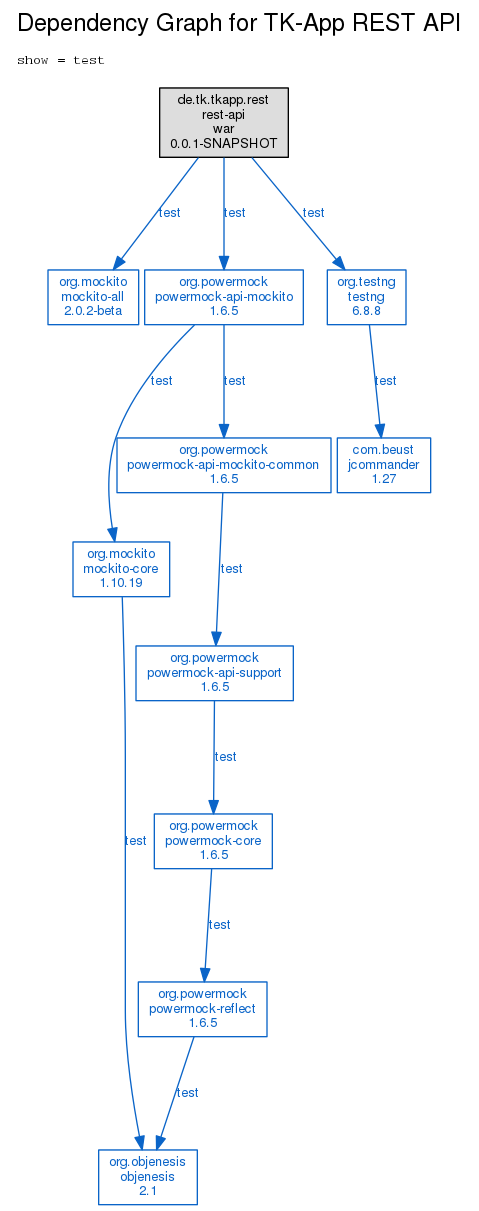 Dependency Graph for TK-App REST API
show = test
de.tk.tkapp.rest
rest-api
war
0.0.1-SNAPSHOT
test
test
test
org.mockito
mockito-all
2.0.2-beta
org.powermock
powermock-api-mockito
1.6.5
org.testng
testng
6.8.8
test
test
test
org.powermock
powermock-api-mockito-common
1.6.5
com.beust
jcommander
1.27
org.mockito
mockito-core
1.10.19
test
org.powermock
powermock-api-support
1.6.5
test
org.powermock
powermock-core
1.6.5
test
test
org.powermock
powermock-reflect
1.6.5
test
org.objenesis
objenesis
2.1